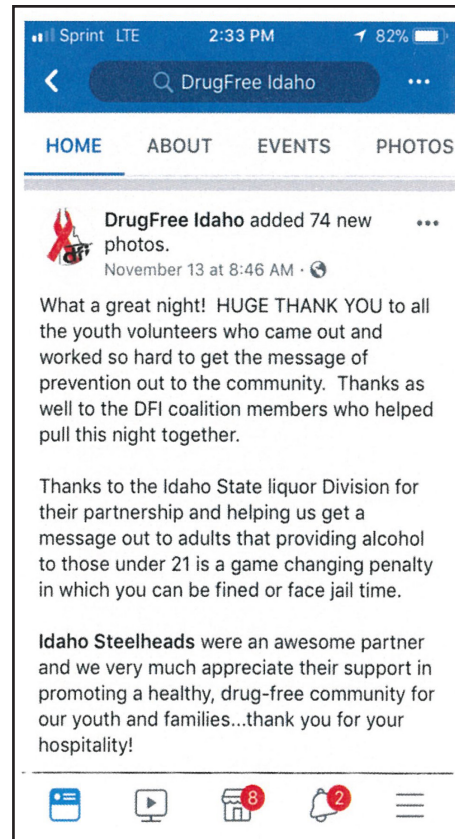 Sprint LTE 2:33 PM 82%
DrugFree Idaho
HOME ABOUT EVENTS PHOTOS
DrugFree Idaho added 74 new
photos.
November 13 at 8:46 AM ·
What a great night! HUGE THANK YOU to all
the youth volunteers who came out and
worked so hard to get the message of
prevention out to the community. Thanks as
well to the DFI coalition members who helped
pull this night together.
Thanks to the Idaho State liquor Division for
their partnership and helping us get a
message out to adults that providing alcohol
to those under 21 is a game changing penalty
in which you can be fined or face jail time.
Idaho Steelheads were an awesome partner
and we very much appreciate their support in
promoting a healthy, drug-free community for
our youth and families...thank you for your
hospitality!
8 2